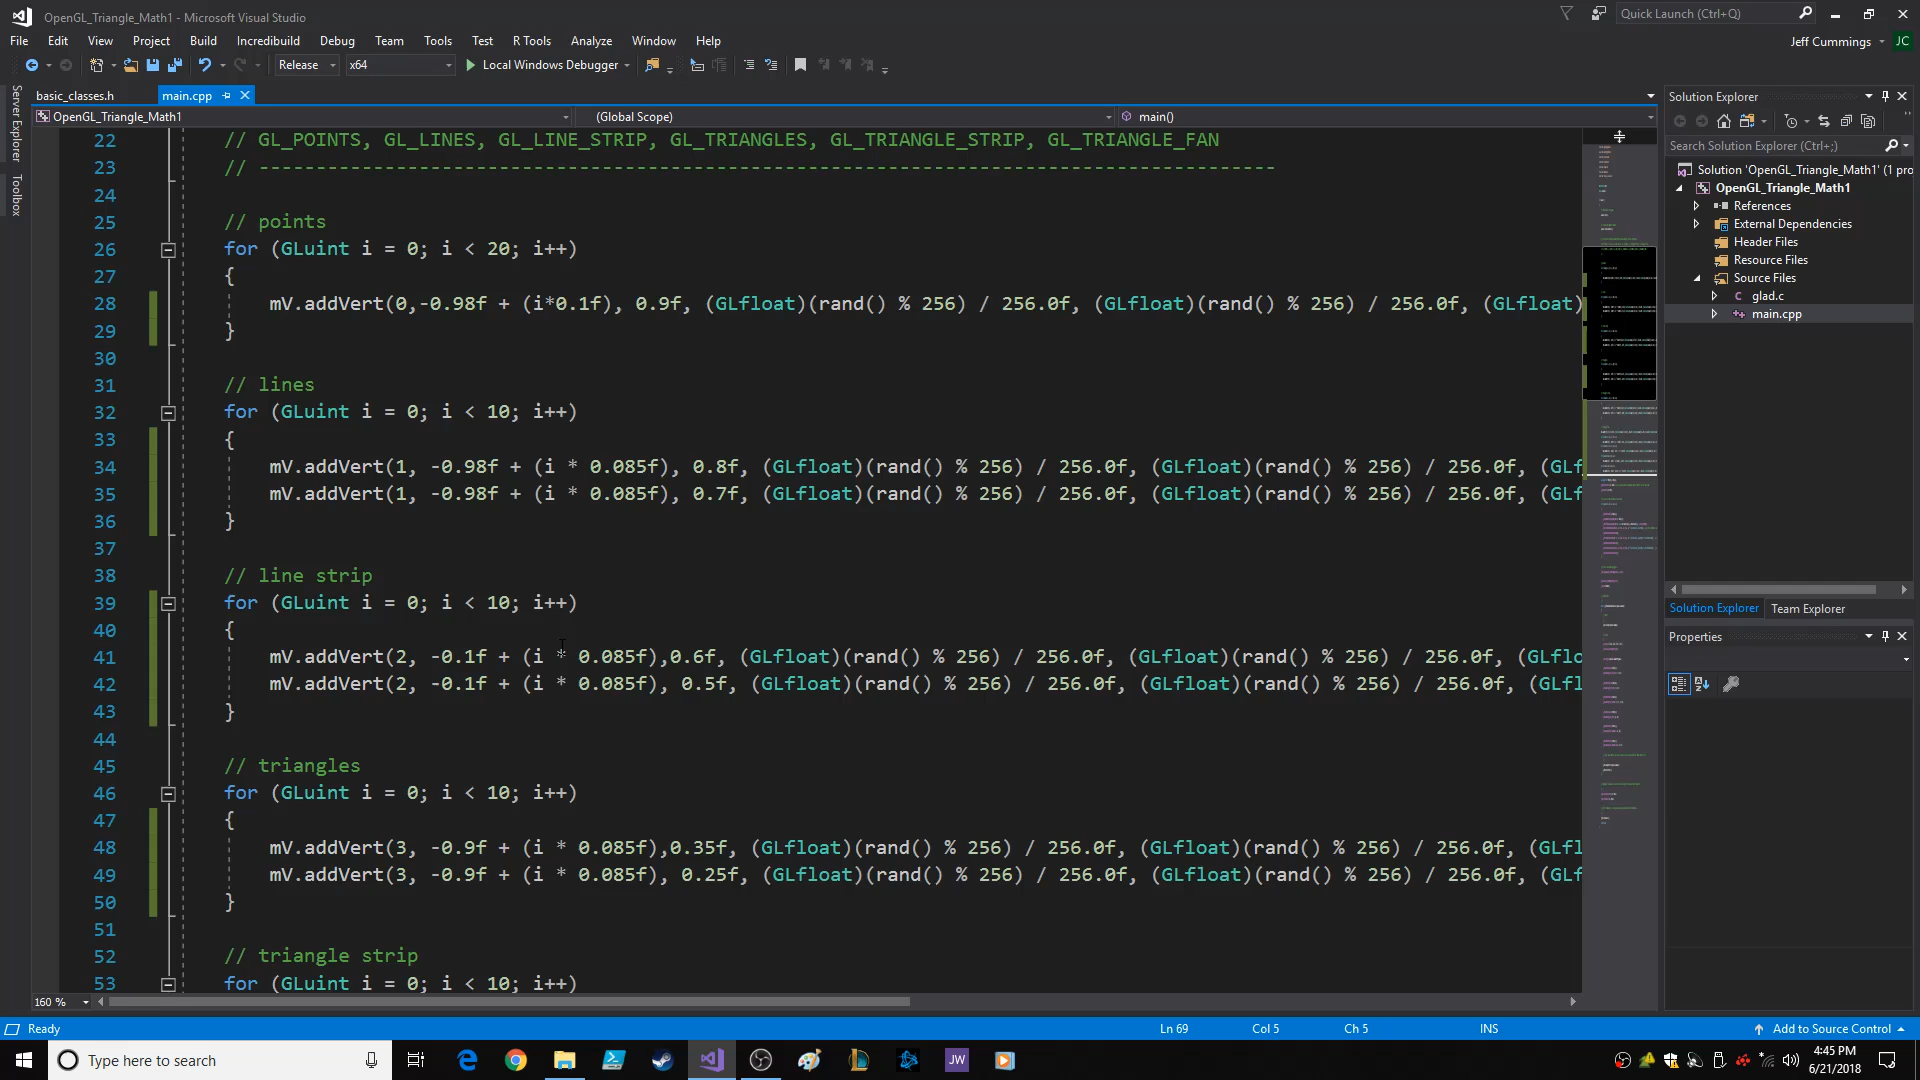 OpenGL_Triangle_Math1 - Microsoft Visual Studio
Quick Launch (Ctrl+Q)
File Edit View Project Build Incredibuild Debug Team Tools Test R Tools Analyze Window Help
Jeff Cummings JC
Release x64 Local Windows Debugger
Server Explorer
Toolbox
basic_classes.h main.cpp
OpenGL_Triangle_Math1 (Global Scope) main()
22 // GL_POINTS, GL_LINES, GL_LINE_STRIP, GL_TRIANGLES, GL_TRIANGLE_STRIP, GL_TRIANGLE_FAN
23 // -----------------------------------------------------------------------------------------
24
25 // points
26 for (GLuint i = 0; i < 20; i++)
27 {
28 mV.addVert(0,-0.98f + (i*0.1f), 0.9f, (GLfloat)(rand() % 256) / 256.0f, (GLfloat)(rand() % 256) / 256.0f, (GLfloat)
29 }
30
31 // lines
32 for (GLuint i = 0; i < 10; i++)
33 {
34 mV.addVert(1, -0.98f + (i * 0.085f), 0.8f, (GLfloat)(rand() % 256) / 256.0f, (GLfloat)(rand() % 256) / 256.0f, (GLf
35 mV.addVert(1, -0.98f + (i * 0.085f), 0.7f, (GLfloat)(rand() % 256) / 256.0f, (GLfloat)(rand() % 256) / 256.0f, (GLf
36 }
37
38 // line strip
39 for (GLuint i = 0; i < 10; i++)
40 {
41 mV.addVert(2, -0.1f + (i * 0.085f),0.6f, (GLfloat)(rand() % 256) / 256.0f, (GLfloat)(rand() % 256) / 256.0f, (GLflo
42 mV.addVert(2, -0.1f + (i * 0.085f), 0.5f, (GLfloat)(rand() % 256) / 256.0f, (GLfloat)(rand() % 256) / 256.0f, (GLfl
43 }
44
45 // triangles
46 for (GLuint i = 0; i < 10; i++)
47 {
48 mV.addVert(3, -0.9f + (i * 0.085f),0.35f, (GLfloat)(rand() % 256) / 256.0f, (GLfloat)(rand() % 256) / 256.0f, (GLfl
49 mV.addVert(3, -0.9f + (i * 0.085f), 0.25f, (GLfloat)(rand() % 256) / 256.0f, (GLfloat)(rand() % 256) / 256.0f, (GLf
50 }
51
52 // triangle strip
53 for (GLuint i = 0; i < 10; i++)
160 %
Solution Explorer
Search Solution Explorer (Ctrl+;)
Solution 'OpenGL_Triangle_Math1' (1 pro
OpenGL_Triangle_Math1
References
External Dependencies
Header Files
Resource Files
Source Files
glad.c
main.cpp
Solution Explorer Team Explorer
Properties
Ready Ln 69 Col 5 Ch 5 INS Add to Source Control
Type here to search
JW
4:45 PM
6/21/2018